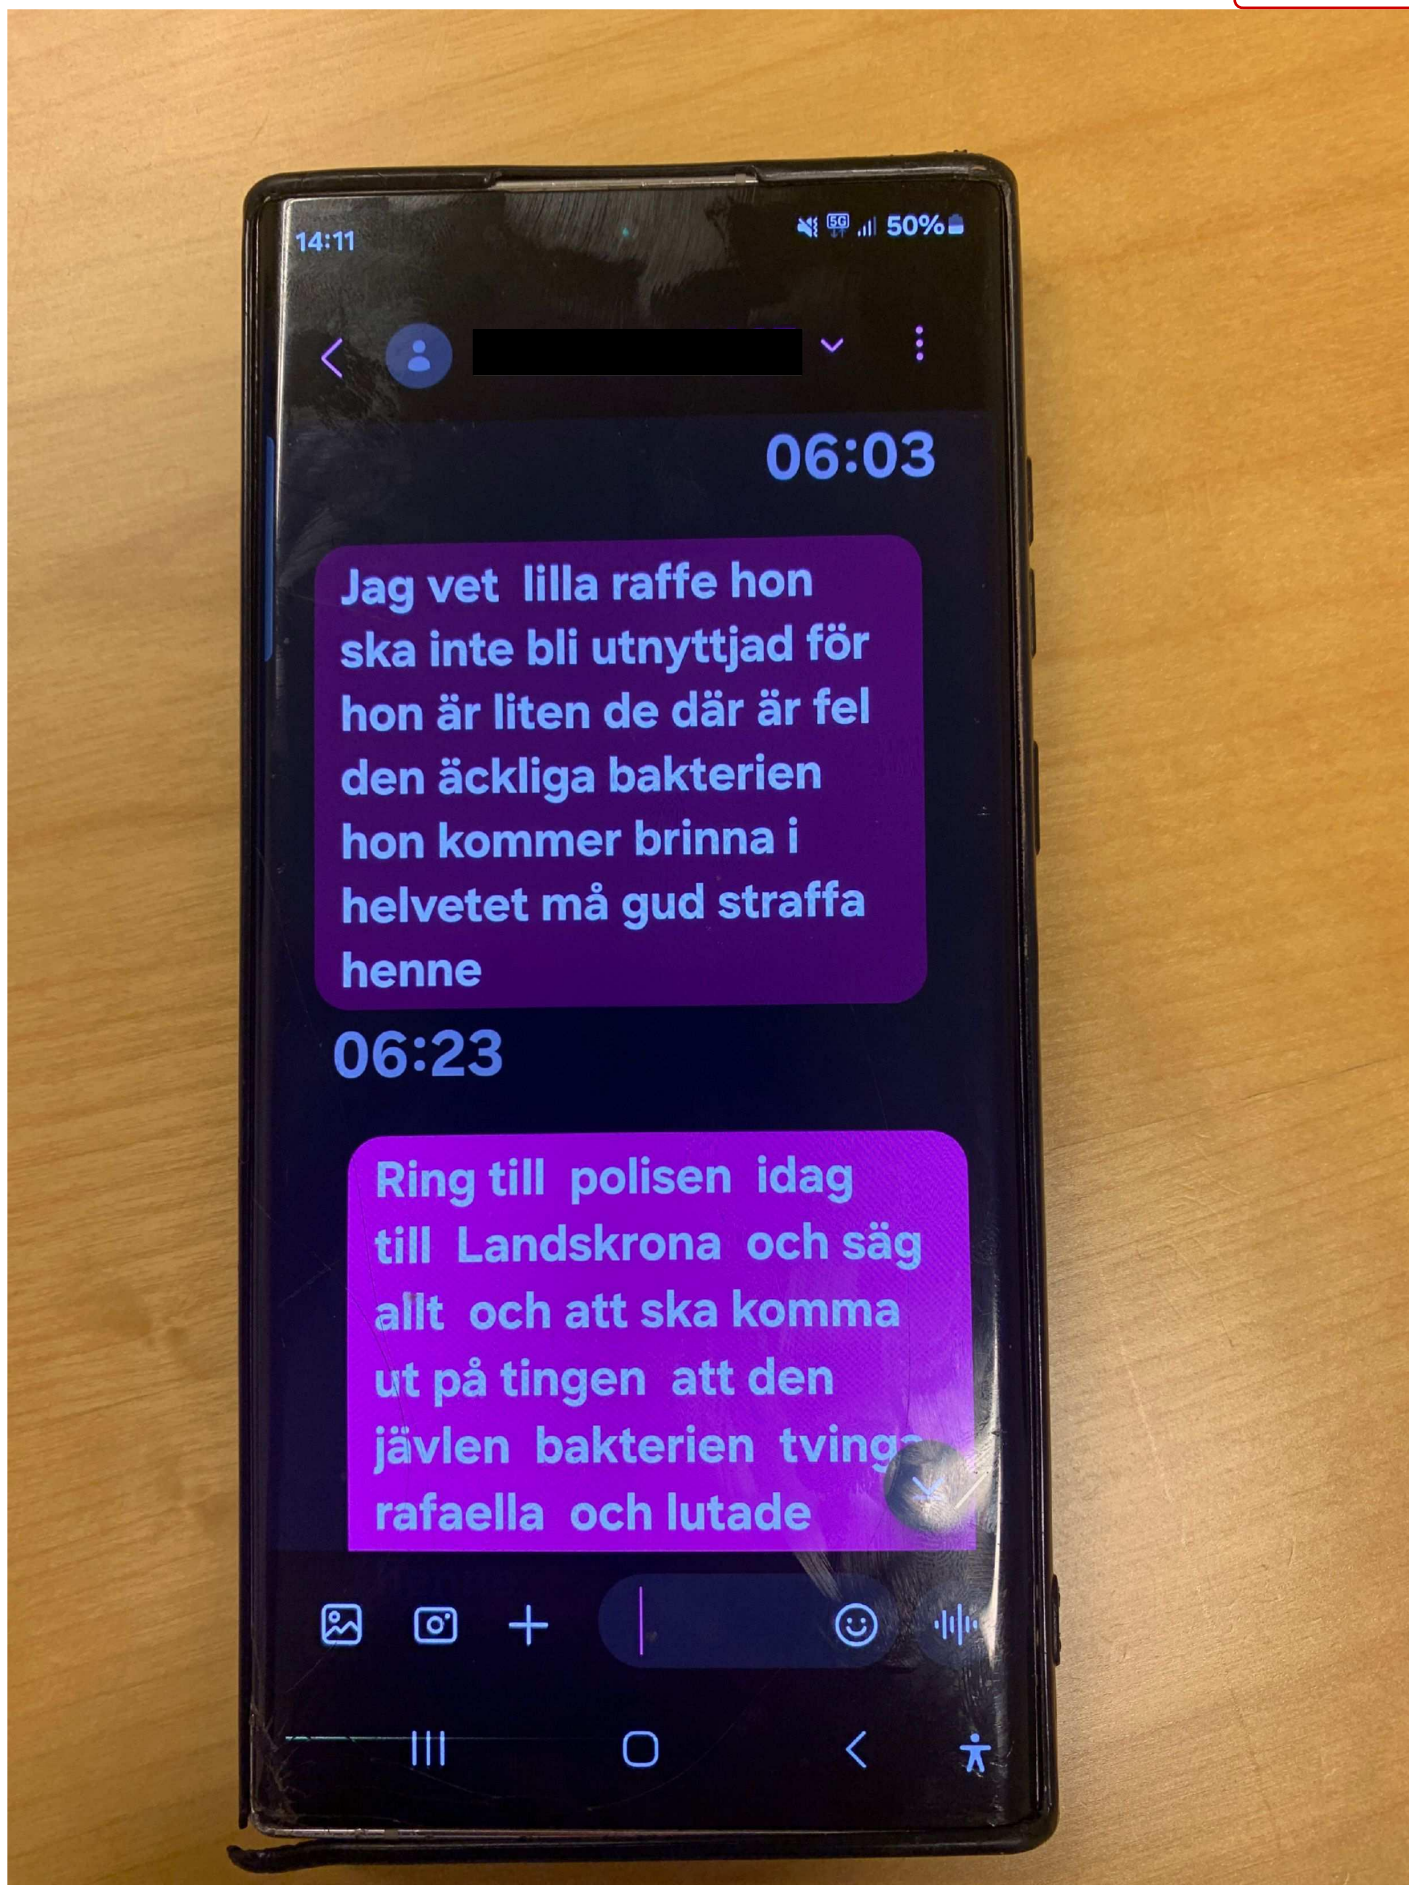 14:11
5G 50%
06:03
Jag vet lilla raffe hon
ska inte bli utnyttjad för
hon är liten de där är fel
den äckliga bakterien
hon kommer brinna i
helvetet må gud straffa
henne
06:23
Ring till polisen idag
till Landskrona och säg
allt och att ska komma
ut på tingen att den
jävlen bakterien
rafaella och lutade